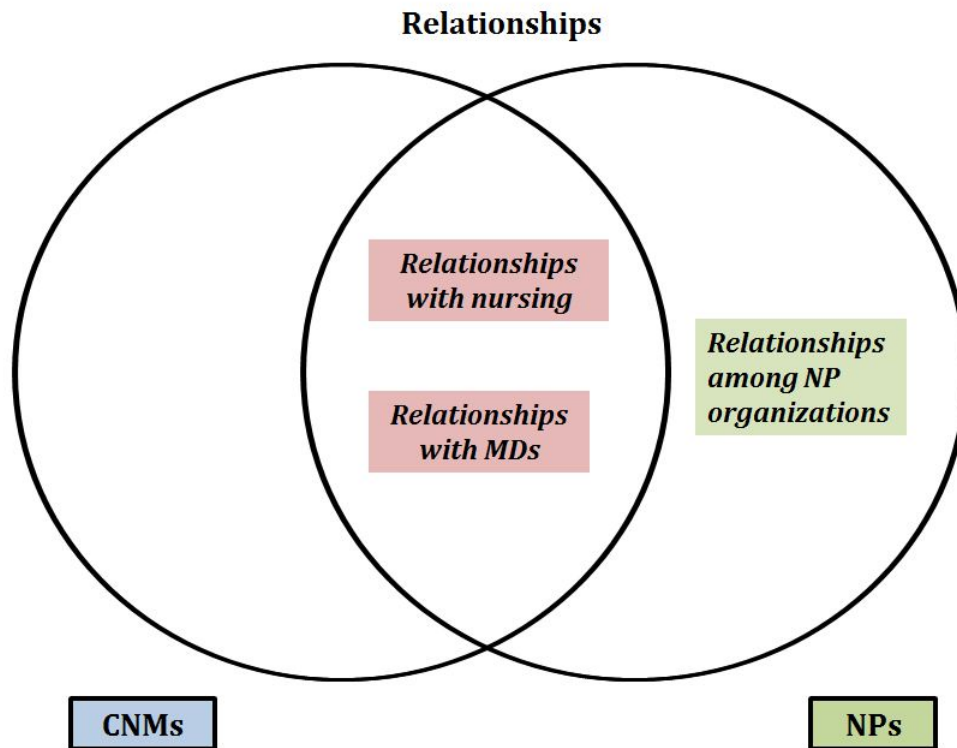 Relationships
Relationships
with nursing
Relationships
among NP
organizations
Relationships
with MDs
CNMs
NPs